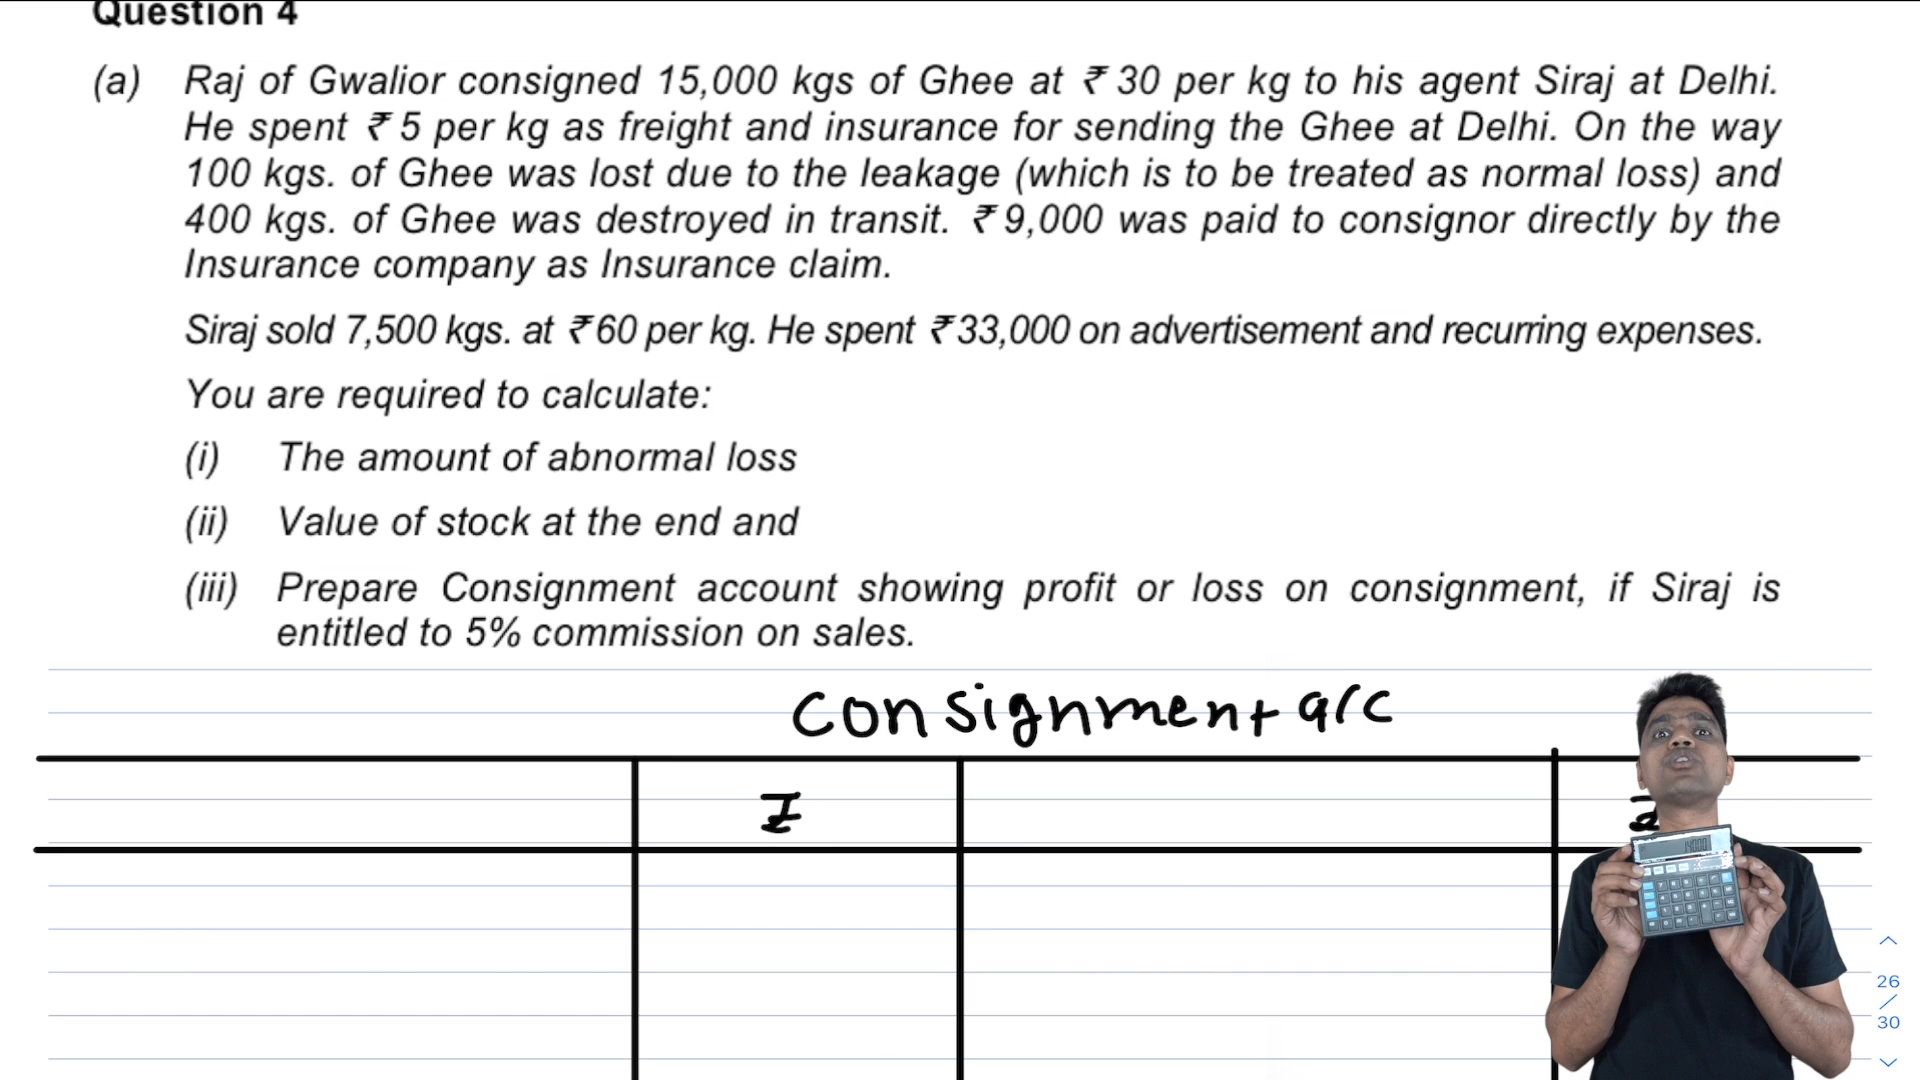 Question 4
(a) Raj of Gwalior consigned 15,000 kgs of Ghee at ₹ 30 per kg to his agent Siraj at Delhi.
He spent ₹ 5 per kg as freight and insurance for sending the Ghee at Delhi. On the way
100 kgs. of Ghee was lost due to the leakage (which is to be treated as normal loss) and
400 kgs. of Ghee was destroyed in transit. ₹ 9,000 was paid to consignor directly by the
Insurance company as Insurance claim.
Siraj sold 7,500 kgs. at ₹ 60 per kg. He spent ₹ 33,000 on advertisement and recurring expenses.
You are required to calculate:
(i) The amount of abnormal loss
(ii) Value of stock at the end and
(iii) Prepare Consignment account showing profit or loss on consignment, if Siraj is
entitled to 5% commission on sales.
Consignment a/c
₹
26
/
30